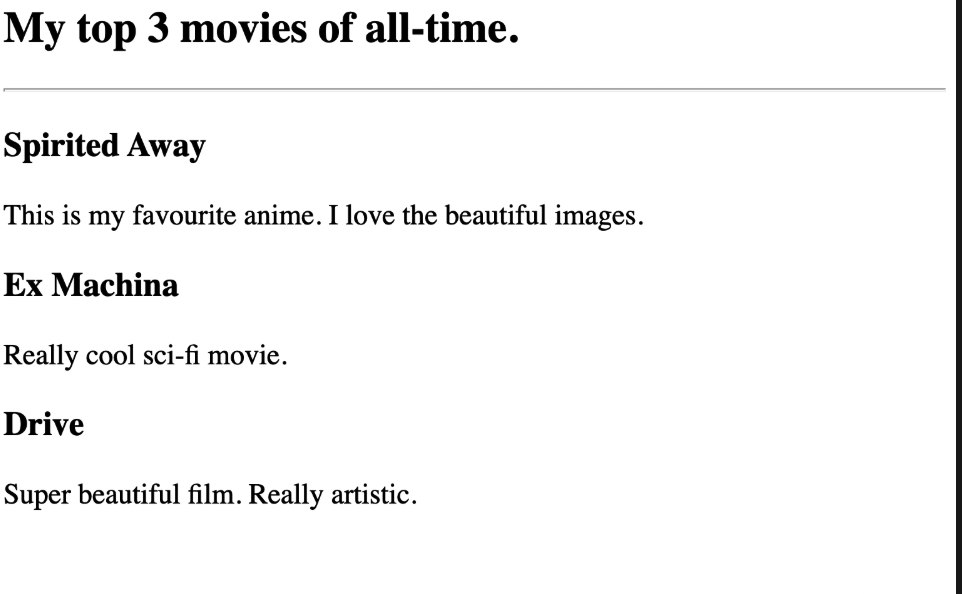 My top 3 movies of all-time.
Spirited Away
This is my favourite anime. I love the beautiful images.
Ex Machina
Really cool sci-fi movie.
Drive
Super beautiful film. Really artistic.